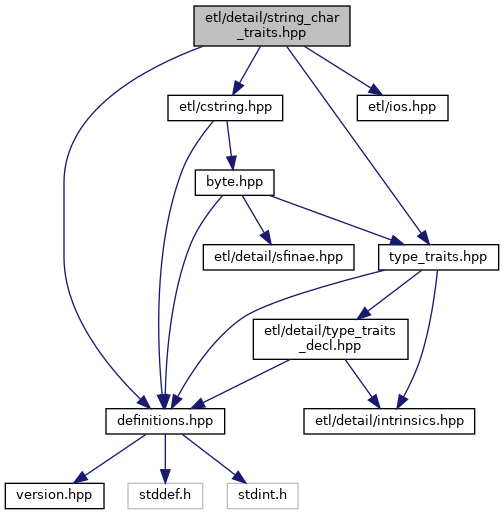 etl/detail/string_char
_traits.hpp
etl/cstring.hpp
etl/ios.hpp
byte.hpp
etl/detail/sfinae.hpp
type_traits.hpp
etl/detail/type_traits
_decl.hpp
definitions.hpp
etl/detail/intrinsics.hpp
version.hpp
stddef.h
stdint.h